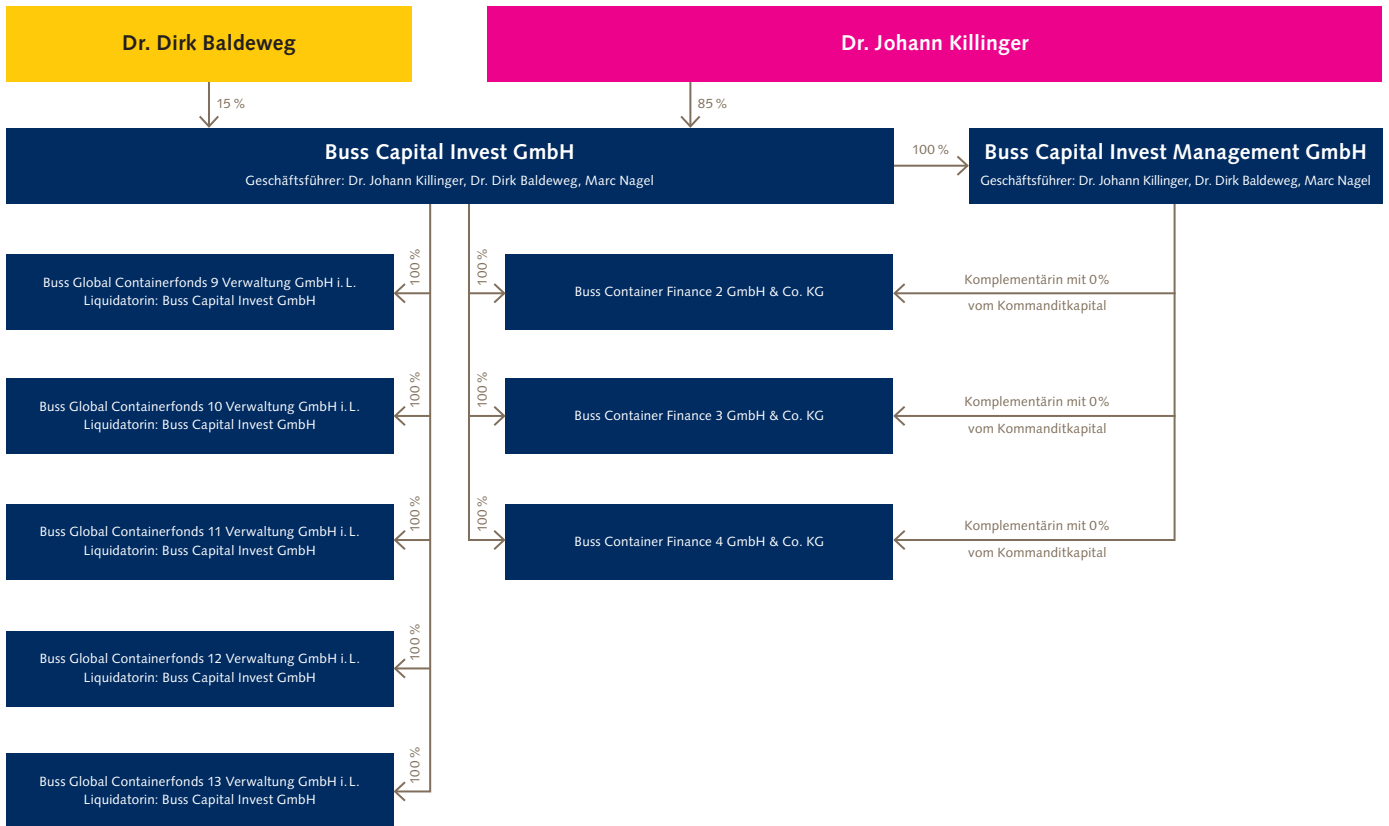 Dr. Dirk Baldeweg
Dr. Johann Killinger
15 %
85 %
Buss Capital Invest GmbH
Geschäftsführer: Dr. Johann Killinger, Dr. Dirk Baldeweg, Marc Nagel
100 %
Buss Capital Invest Management GmbH
Geschäftsführer: Dr. Johann Killinger, Dr. Dirk Baldeweg, Marc Nagel
Buss Global Containerfonds 9 Verwaltung GmbH i. L.
Liquidatorin: Buss Capital Invest GmbH
100 %
100 %
Buss Container Finance 2 GmbH & Co. KG
Komplementärin mit 0 %
vom Kommanditkapital
Buss Global Containerfonds 10 Verwaltung GmbH i. L.
Liquidatorin: Buss Capital Invest GmbH
100 %
100 %
Buss Container Finance 3 GmbH & Co. KG
Komplementärin mit 0 %
vom Kommanditkapital
Buss Global Containerfonds 11 Verwaltung GmbH i. L.
Liquidatorin: Buss Capital Invest GmbH
100 %
100 %
Buss Container Finance 4 GmbH & Co. KG
Komplementärin mit 0 %
vom Kommanditkapital
Buss Global Containerfonds 12 Verwaltung GmbH i. L.
Liquidatorin: Buss Capital Invest GmbH
100 %
Buss Global Containerfonds 13 Verwaltung GmbH i. L.
Liquidatorin: Buss Capital Invest GmbH
100 %